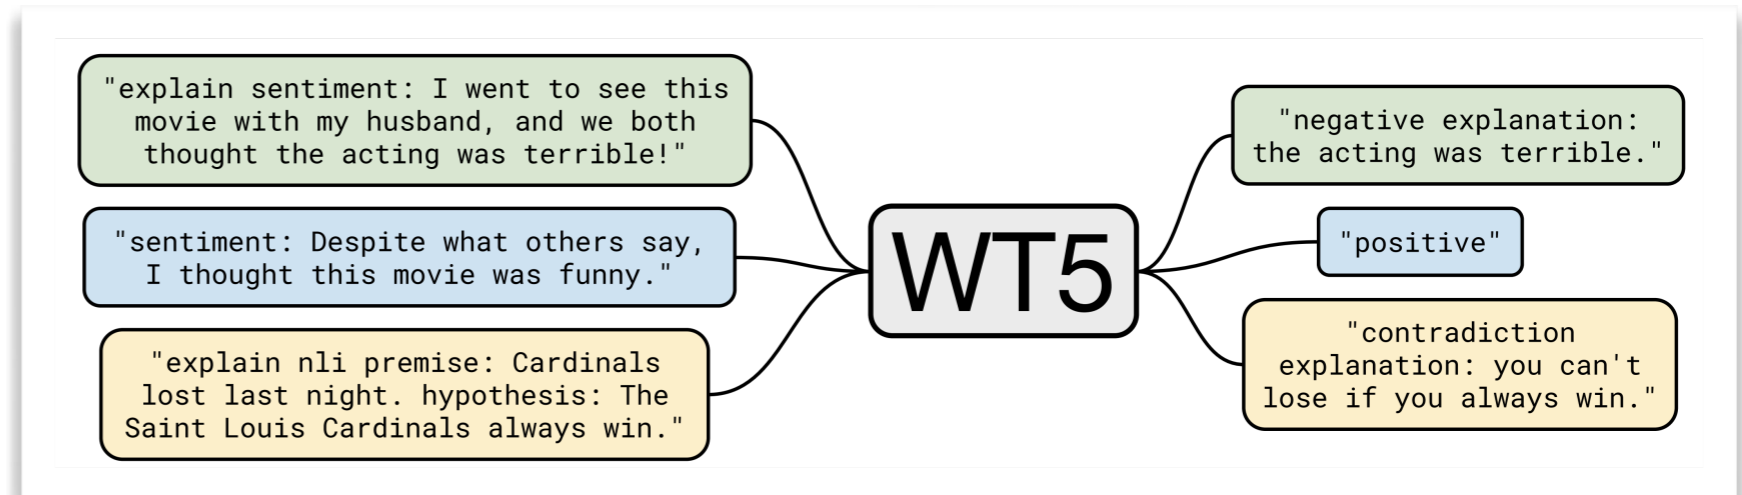 "explain sentiment: I went to see this
movie with my husband, and we both
thought the acting was terrible!"
"sentiment: Despite what others say,
I thought this movie was funny."
"explain nli premise: Cardinals
lost last night. hypothesis: The
Saint Louis Cardinals always win."
WT5
"negative explanation:
the acting was terrible."
"positive"
"contradiction
explanation: you can't
lose if you always win."